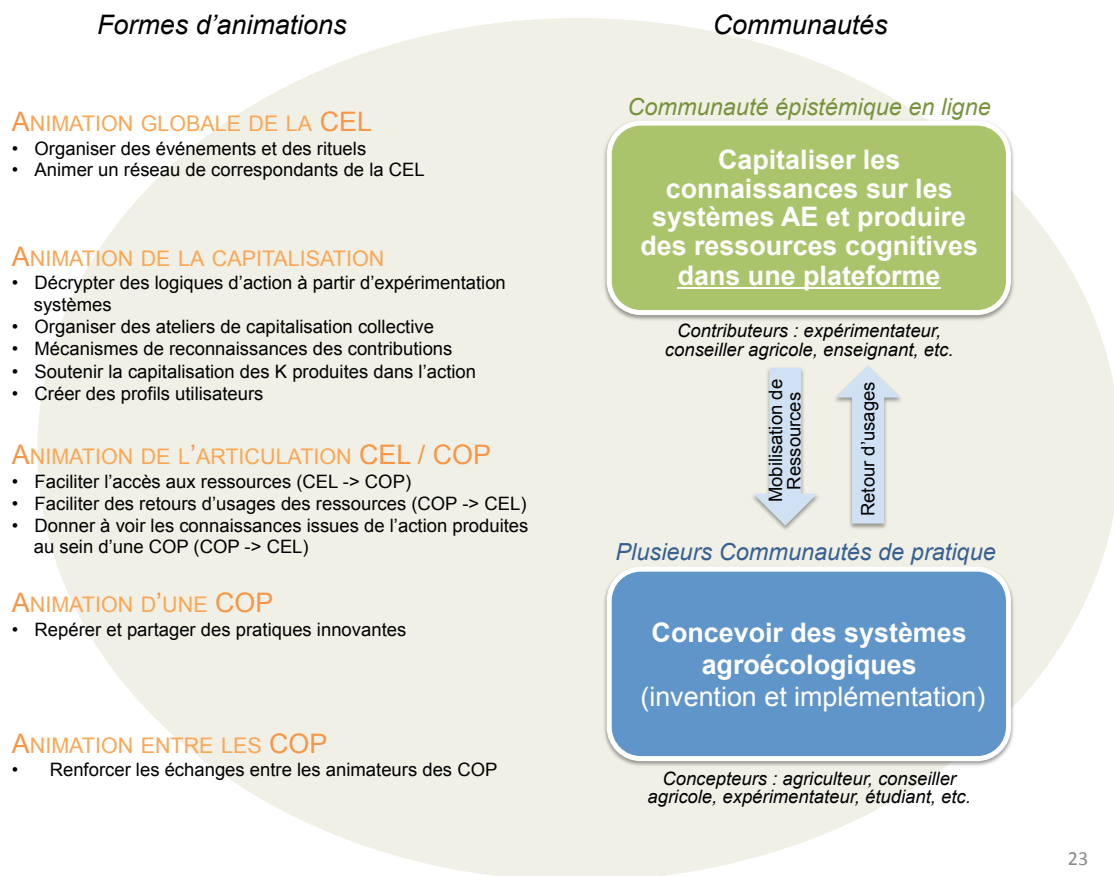 Formes d’animations
Communautés
ANIMATION GLOBALE DE LA CEL
• Organiser des événements et des rituels
• Animer un réseau de correspondants de la CEL
ANIMATION DE LA CAPITALISATION
• Décrypter des logiques d’action à partir d’expérimentation
systèmes
• Organiser des ateliers de capitalisation collective
• Mécanismes de reconnaissances des contributions
• Soutenir la capitalisation des K produites dans l’action
• Créer des profils utilisateurs
ANIMATION DE L’ARTICULATION CEL / COP
• Faciliter l’accès aux ressources (CEL -> COP)
• Faciliter des retours d’usages des ressources (COP -> CEL)
• Donner à voir les connaissances issues de l’action produites
au sein d’une COP (COP -> CEL)
ANIMATION D’UNE COP
• Repérer et partager des pratiques innovantes
ANIMATION ENTRE LES COP
• Renforcer les échanges entre les animateurs des COP
Communauté épistémique en ligne
Capitaliser les
connaissances sur les
systèmes AE et produire
des ressources cognitives
dans une plateforme
Contributeurs : expérimentateur,
conseiller agricole, enseignant, etc.
Mobilisation de
Ressources
Retour d’usages
Plusieurs Communautés de pratique
Concevoir des systèmes
agroécologiques
(invention et implémentation)
Concepteurs : agriculteur, conseiller
agricole, expérimentateur, étudiant, etc.
23